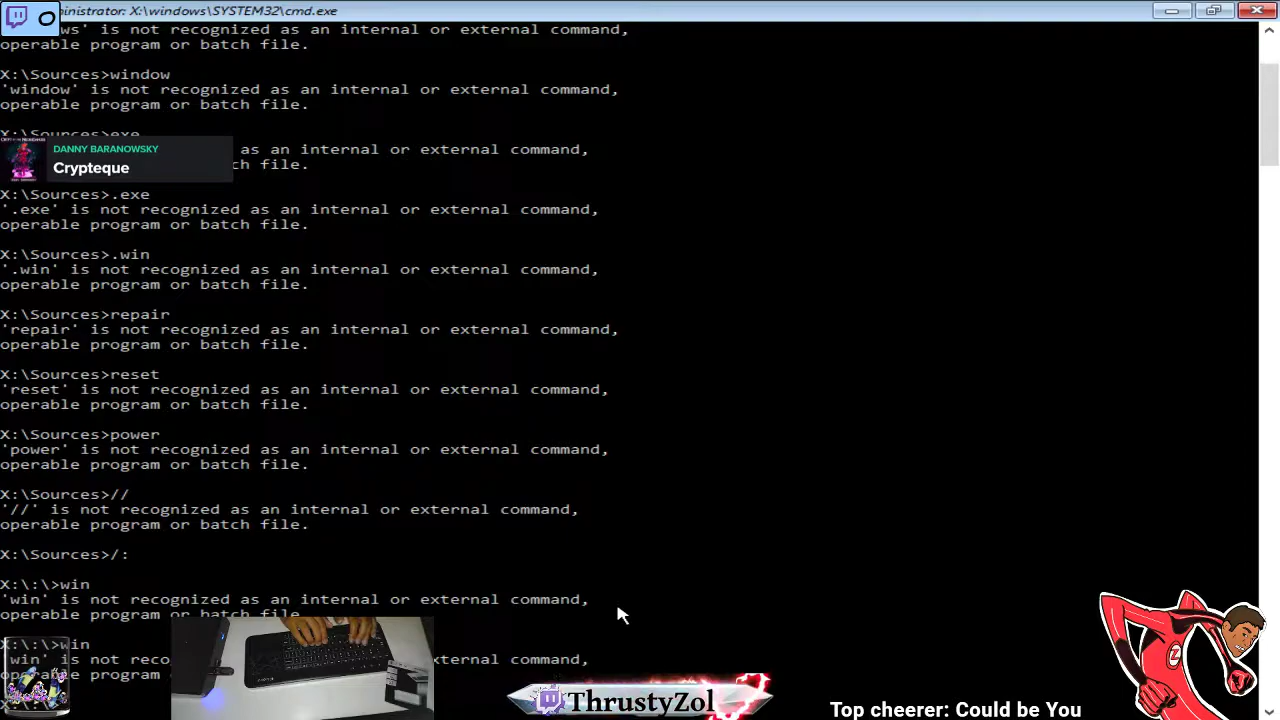 ministrator: X:\windows\SYSTEM32\cmd.exe
ws' is not recognized as an internal or external command,
operable program or batch file.
X:\Sources>window
'window' is not recognized as an internal or external command,
operable program or batch file.
X:\Sources>exe
DANNY BARANOWSKY
Crypteque
as an internal or external command,
ch file.
X:\Sources>.exe
'.exe' is not recognized as an internal or external command,
operable program or batch file.
X:\Sources>.win
'.win' is not recognized as an internal or external command,
operable program or batch file.
X:\Sources>repair
'repair' is not recognized as an internal or external command,
operable program or batch file.
X:\Sources>reset
'reset' is not recognized as an internal or external command,
operable program or batch file.
X:\Sources>power
'power' is not recognized as an internal or external command,
operable program or batch file.
X:\Sources>//
'//' is not recognized as an internal or external command,
operable program or batch file.
X:\Sources>/:
X:\:\>win
'win' is not recognized as an internal or external command,
operable program or batch file.
X:\:\>win
'win' is not reco xternal command,
operable program
ThrustyZol
Top cheerer: Could be You